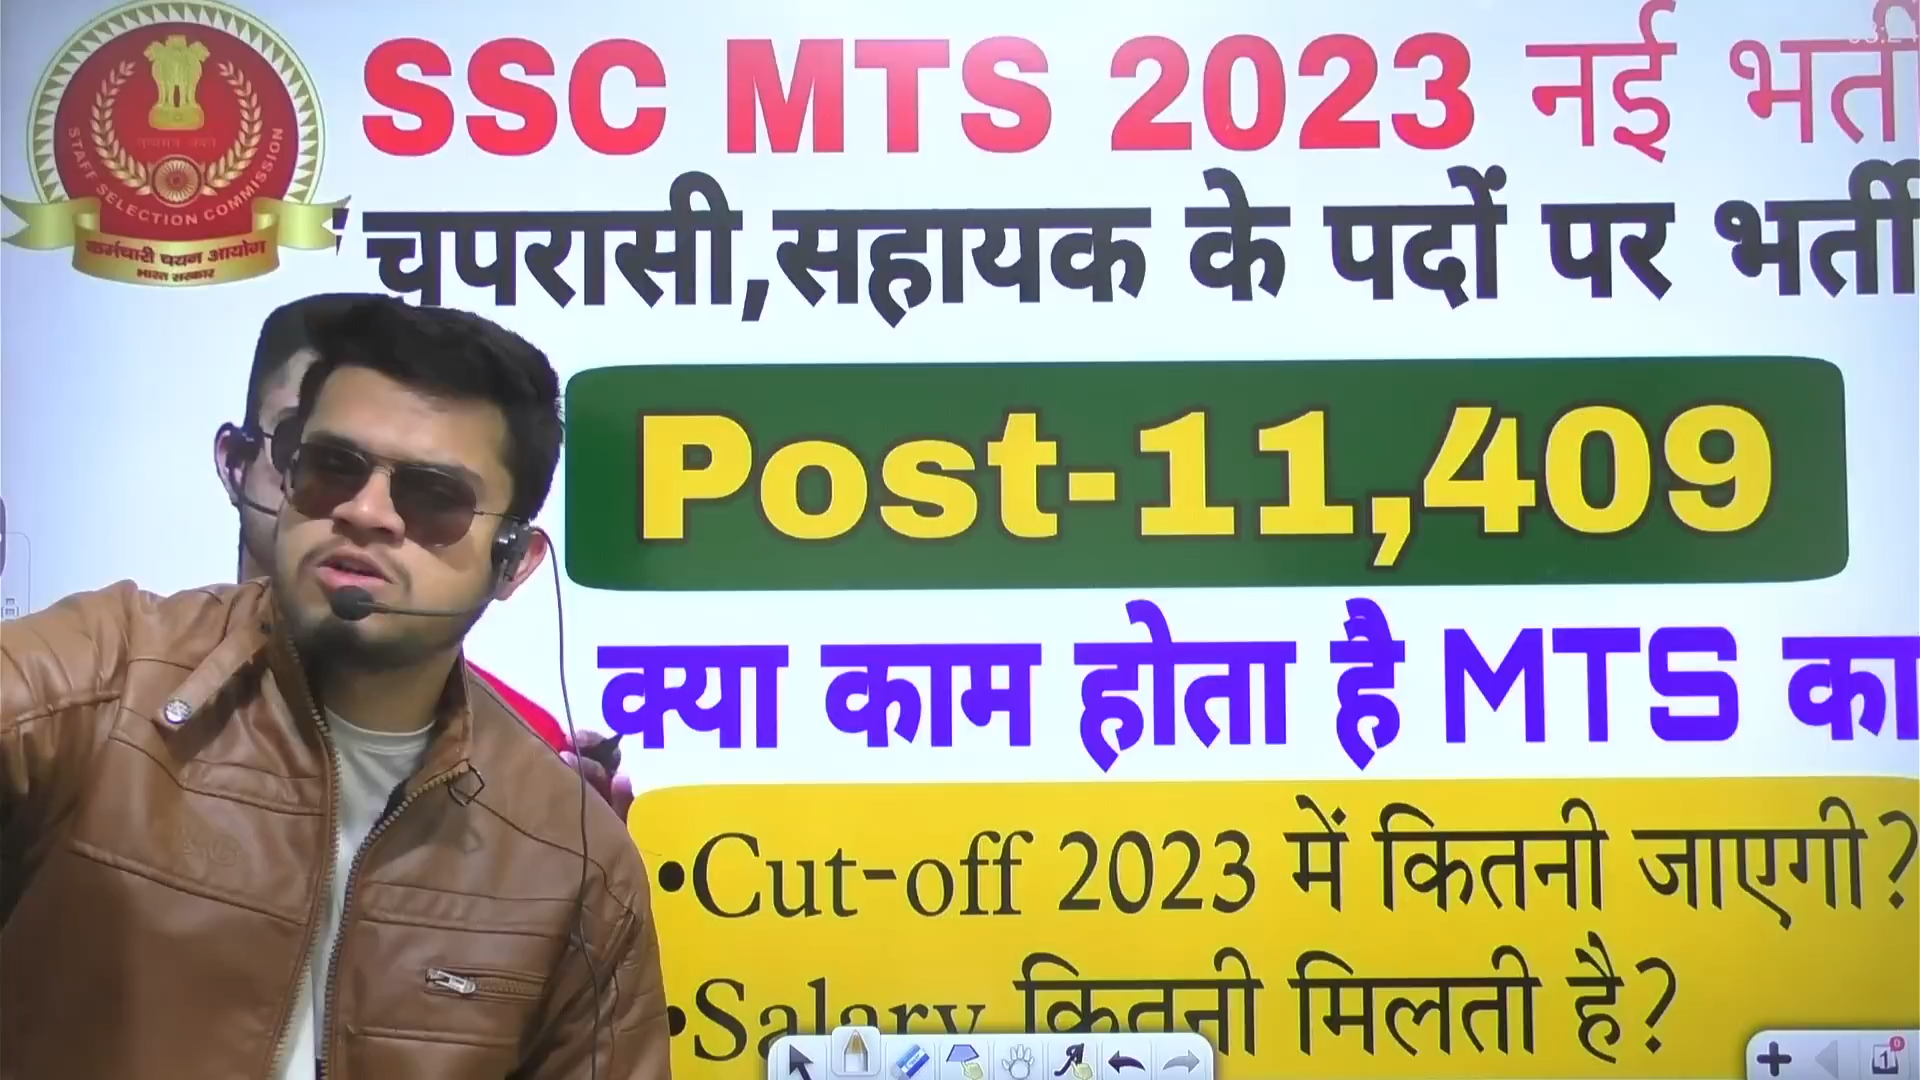 SSC MTS 2023 नई भर्ती
चपरासी,सहायक के पदों पर भर्ती
STAFF SELECTION COMMISSION
कर्मचारी चयन आयोग
भारत सरकार
Post-11,409
क्या काम होता है MTS का
•Cut-off 2023 में कितनी जाएगी?
•Salary कितनी मिलती है?